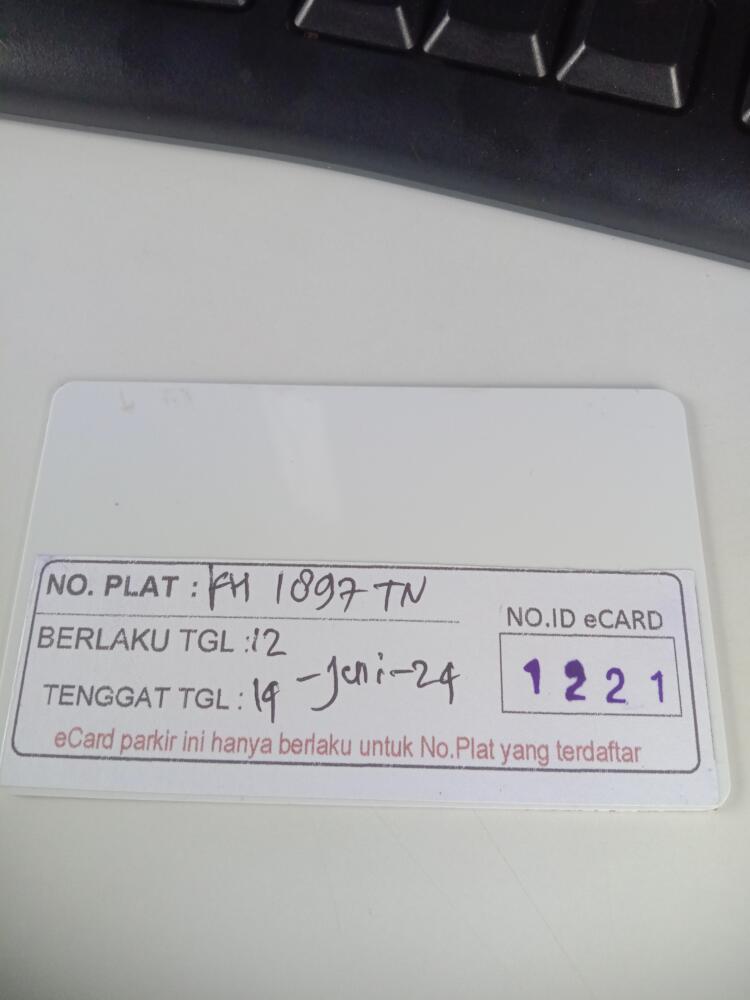 NO. PLAT : KH 1897 TN
BERLAKU TGL : 12
TENGGAT TGL : 14 - Juni - 24
NO.ID eCARD
1221
eCard parkir ini hanya berlaku untuk No.Plat yang terdaftar